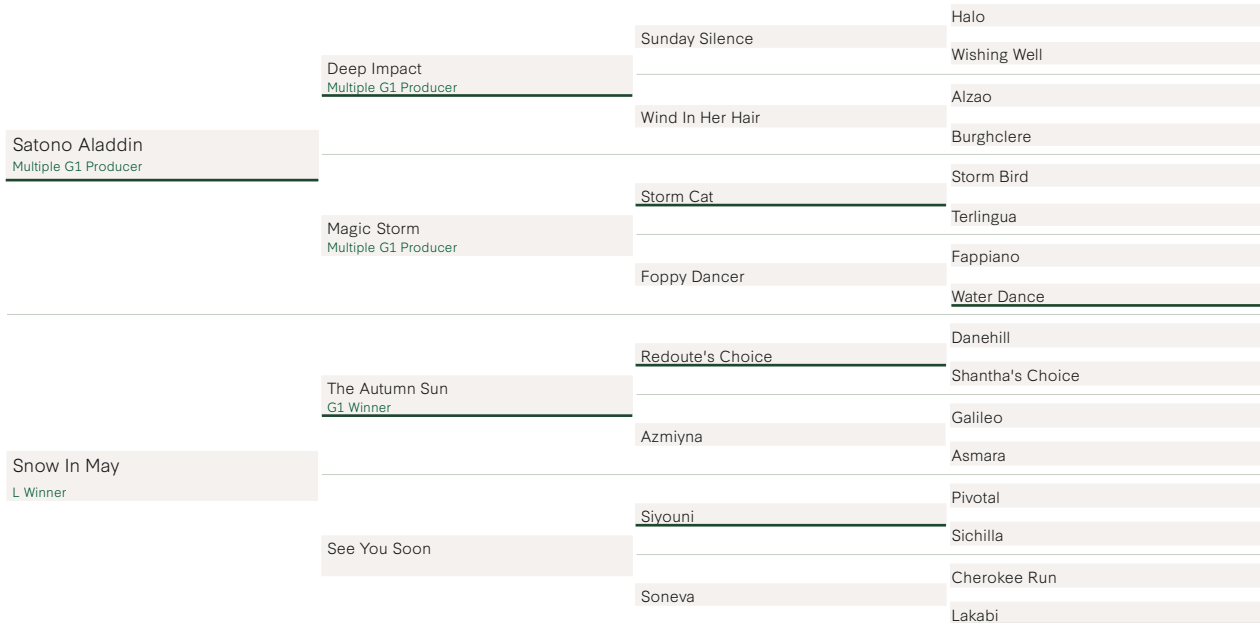 Satono Aladdin
Multiple G1 Producer
Snow In May
L Winner
Deep Impact
Multiple G1 Producer
Magic Storm
Multiple G1 Producer
The Autumn Sun
G1 Winner
See You Soon
Sunday Silence
Wind In Her Hair
Storm Cat
Foppy Dancer
Redoute's Choice
Azmiyna
Siyouni
Soneva
Halo
Wishing Well
Alzao
Burghclere
Storm Bird
Terlingua
Fappiano
Water Dance
Danehill
Shantha's Choice
Galileo
Asmara
Pivotal
Sichilla
Cherokee Run
Lakabi